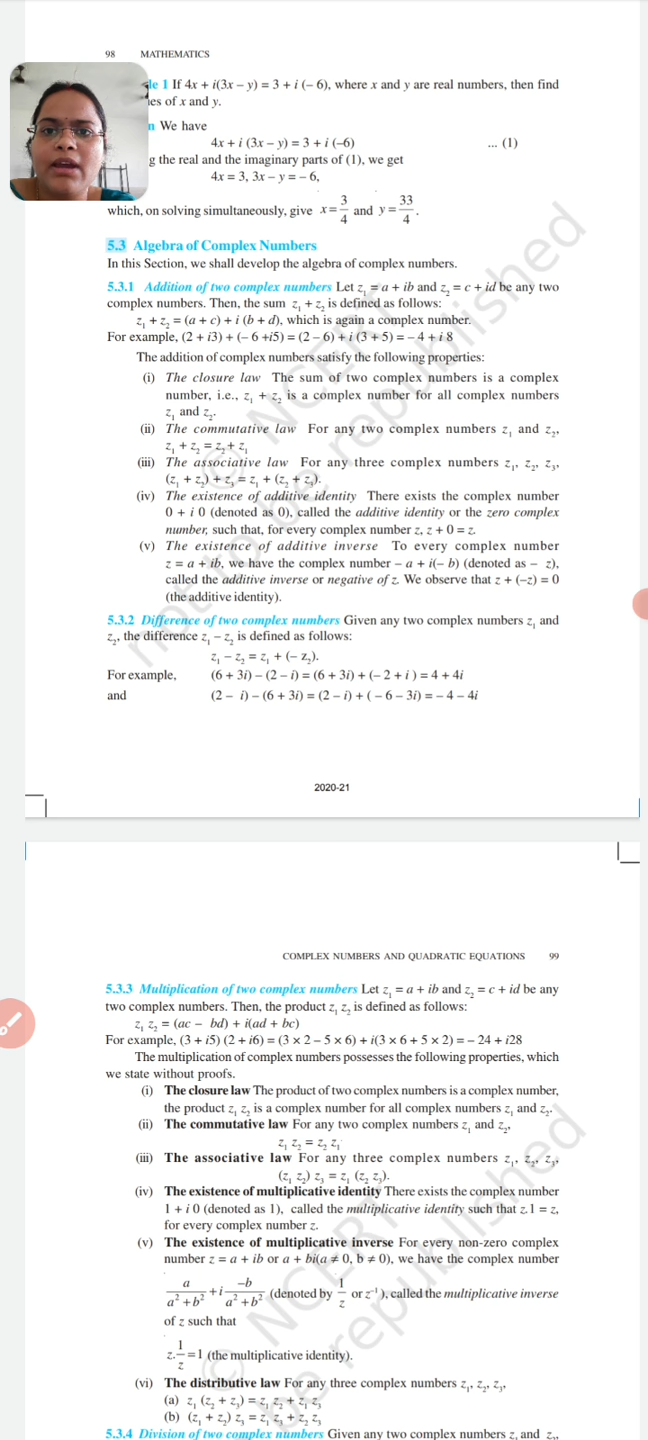 98 MATHEMATICS
le 1 If 4x + i(3x – y) = 3 + i (– 6), where x and y are real numbers, then find
es of x and y.
n We have
4x + i (3x – y) = 3 + i (–6) ... (1)
g the real and the imaginary parts of (1), we get
4x = 3, 3x – y = – 6,
which, on solving simultaneously, give x = 3/4 and y = 33/4.
5.3 Algebra of Complex Numbers
In this Section, we shall develop the algebra of complex numbers.
5.3.1 Addition of two complex numbers Let z₁ = a + ib and z₂ = c + id be any two
complex numbers. Then, the sum z₁ + z₂ is defined as follows:
z₁ + z₂ = (a + c) + i (b + d), which is again a complex number.
For example, (2 + i3) + (– 6 +i5) = (2 – 6) + i (3 + 5) = – 4 + i 8
The addition of complex numbers satisfy the following properties:
(i) The closure law The sum of two complex numbers is a complex
number, i.e., z₁ + z₂ is a complex number for all complex numbers
z₁ and z₂.
(ii) The commutative law For any two complex numbers z₁ and z₂,
z₁ + z₂ = z₂ + z₁
(iii) The associative law For any three complex numbers z₁, z₂, z₃,
(z₁ + z₂) + z₃ = z₁ + (z₂ + z₃).
(iv) The existence of additive identity There exists the complex number
0 + i 0 (denoted as 0), called the additive identity or the zero complex
number, such that, for every complex number z, z + 0 = z.
(v) The existence of additive inverse To every complex number
z = a + ib, we have the complex number – a + i(– b) (denoted as – z),
called the additive inverse or negative of z. We observe that z + (–z) = 0
(the additive identity).
5.3.2 Difference of two complex numbers Given any two complex numbers z₁ and
z₂, the difference z₁ – z₂ is defined as follows:
z₁ – z₂ = z₁ + (– z₂).
For example, (6 + 3i) – (2 – i) = (6 + 3i) + (– 2 + i ) = 4 + 4i
and (2 – i) – (6 + 3i) = (2 – i) + ( – 6 – 3i) = – 4 – 4i
© NCERT
not to be republished
2020-21
COMPLEX NUMBERS AND QUADRATIC EQUATIONS 99
5.3.3 Multiplication of two complex numbers Let z₁ = a + ib and z₂ = c + id be any
two complex numbers. Then, the product z₁ z₂ is defined as follows:
z₁ z₂ = (ac – bd) + i(ad + bc)
For example, (3 + i5) (2 + i6) = (3 × 2 – 5 × 6) + i(3 × 6 + 5 × 2) = – 24 + i28
The multiplication of complex numbers possesses the following properties, which
we state without proofs.
(i) The closure law The product of two complex numbers is a complex number,
the product z₁ z₂ is a complex number for all complex numbers z₁ and z₂.
(ii) The commutative law For any two complex numbers z₁ and z₂,
z₁ z₂ = z₂ z₁
(iii) The associative law For any three complex numbers z₁, z₂, z₃,
(z₁ z₂) z₃ = z₁ (z₂ z₃).
(iv) The existence of multiplicative identity There exists the complex number
1 + i 0 (denoted as 1), called the multiplicative identity such that z.1 = z,
for every complex number z.
(v) The existence of multiplicative inverse For every non-zero complex
number z = a + ib or a + bi(a ≠ 0, b ≠ 0), we have the complex number
a/(a² + b²) + i –b/(a² + b²) (denoted by 1/z or z⁻¹), called the multiplicative inverse
of z such that
z.1/z = 1 (the multiplicative identity).
(vi) The distributive law For any three complex numbers z₁, z₂, z₃,
(a) z₁ (z₂ + z₃) = z₁ z₂ + z₁ z₃
(b) (z₁ + z₂) z₃ = z₁ z₃ + z₂ z₃
© NCERT
be republished
5.3.4 Division of two complex numbers Given any two complex numbers z₁ and z₂,